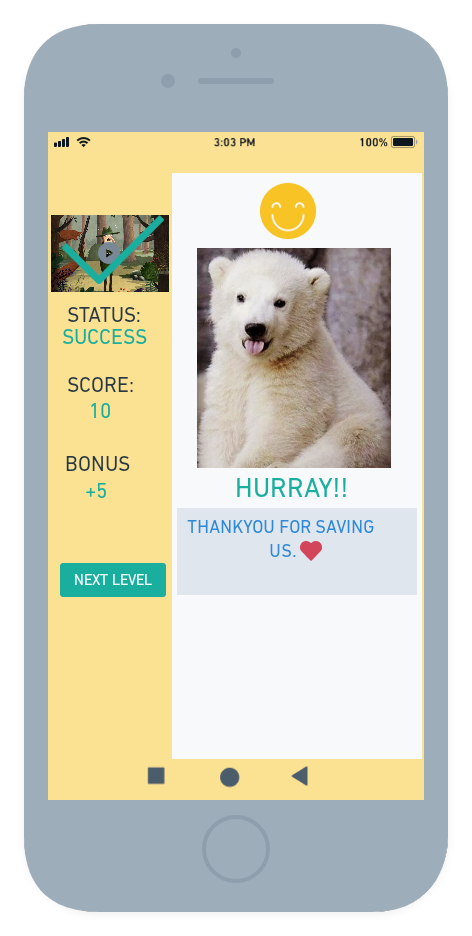 3:03 PM
100%
STATUS:
SUCCESS
SCORE:
10
BONUS
+5
NEXT LEVEL
HURRAY!!
THANKYOU FOR SAVING
US.